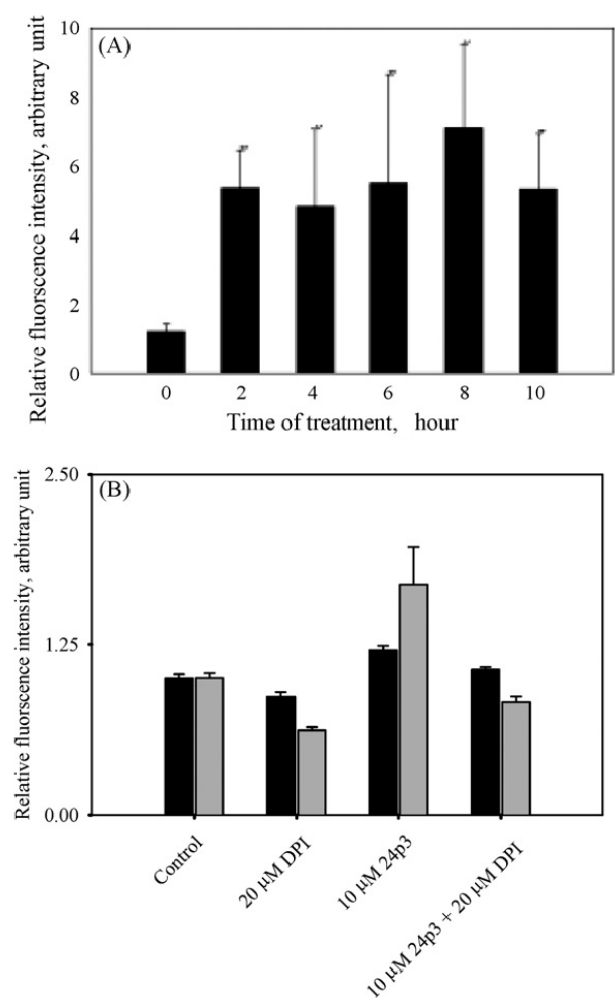 10
(A)
8
6
4
2
0
Relative fluorscence intensity, arbitrary unit
0 2 4 6 8 10
Time of treatment, hour
2.50
(B)
1.25
0.00
Relative fluorescence intensity, arbitrary unit
Control
20 μM DPI
10 μM 24p3
10 μM 24p3 + 20 μM DPI